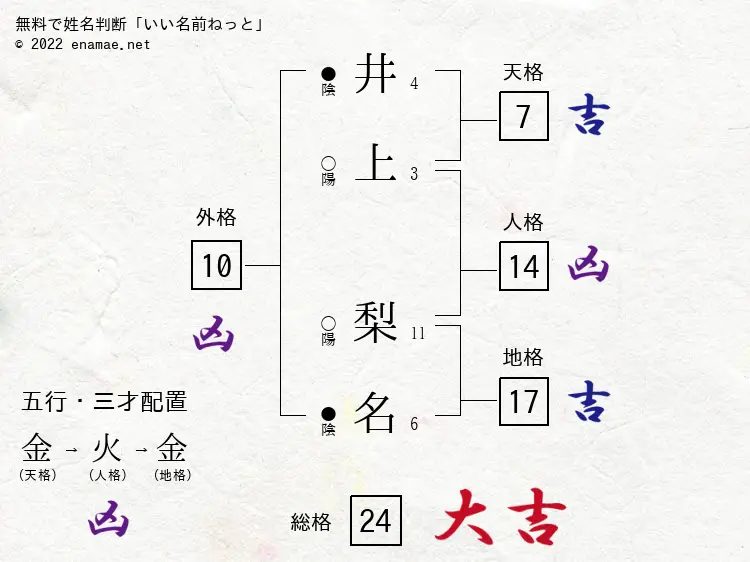 無料で姓名判断「いい名前ねっと」
© 2022 enamae.net
天格
● 陰 井 4
7 吉
○ 陽 上 3
外格
人格
10
14 凶
凶
○ 陽 梨 11
地格
17 吉
● 陰 名 6
五行・三才配置
金 → 火 → 金
(天格) (人格) (地格)
凶
総格 24 大吉